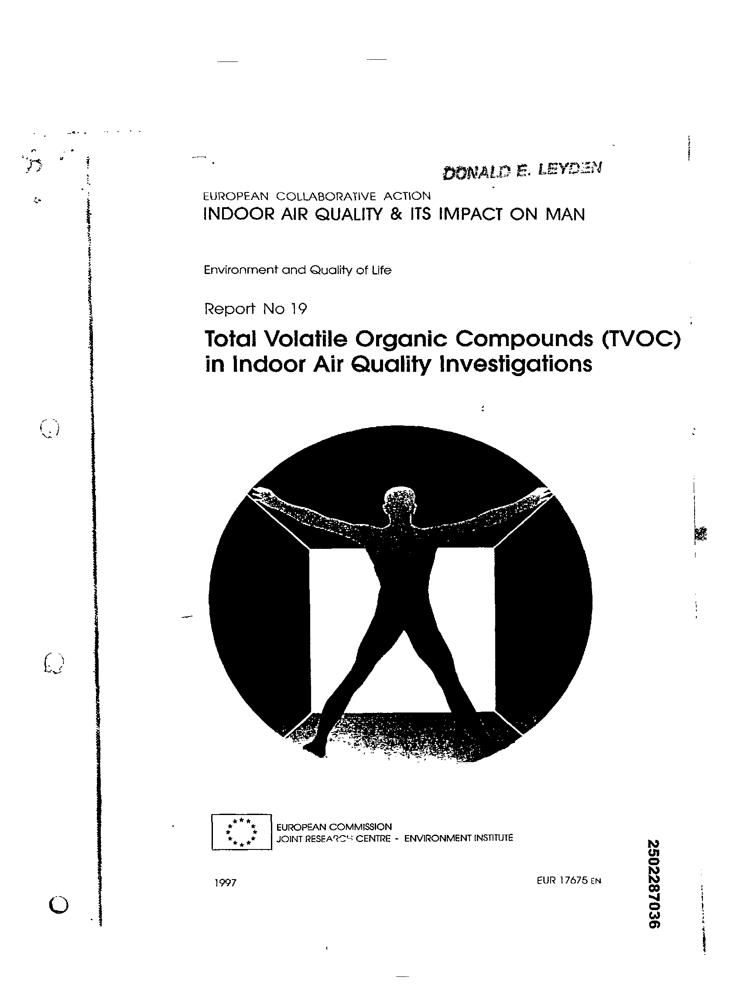 DONALD E. LEYDEN
EUROPEAN COLLABORATIVE ACTION
INDOOR AIR QUALITY & ITS IMPACT ON MAN
Environment and Quality of Life
Report No 19
Total Volatile Organic Compounds (TVOC)
in Indoor Air Quality Investigations
EUROPEAN COMMISSION
JOINT RESEARCH CENTRE - ENVIRONMENT INSTITUTE
1997
EUR 17675 EN
2502287036